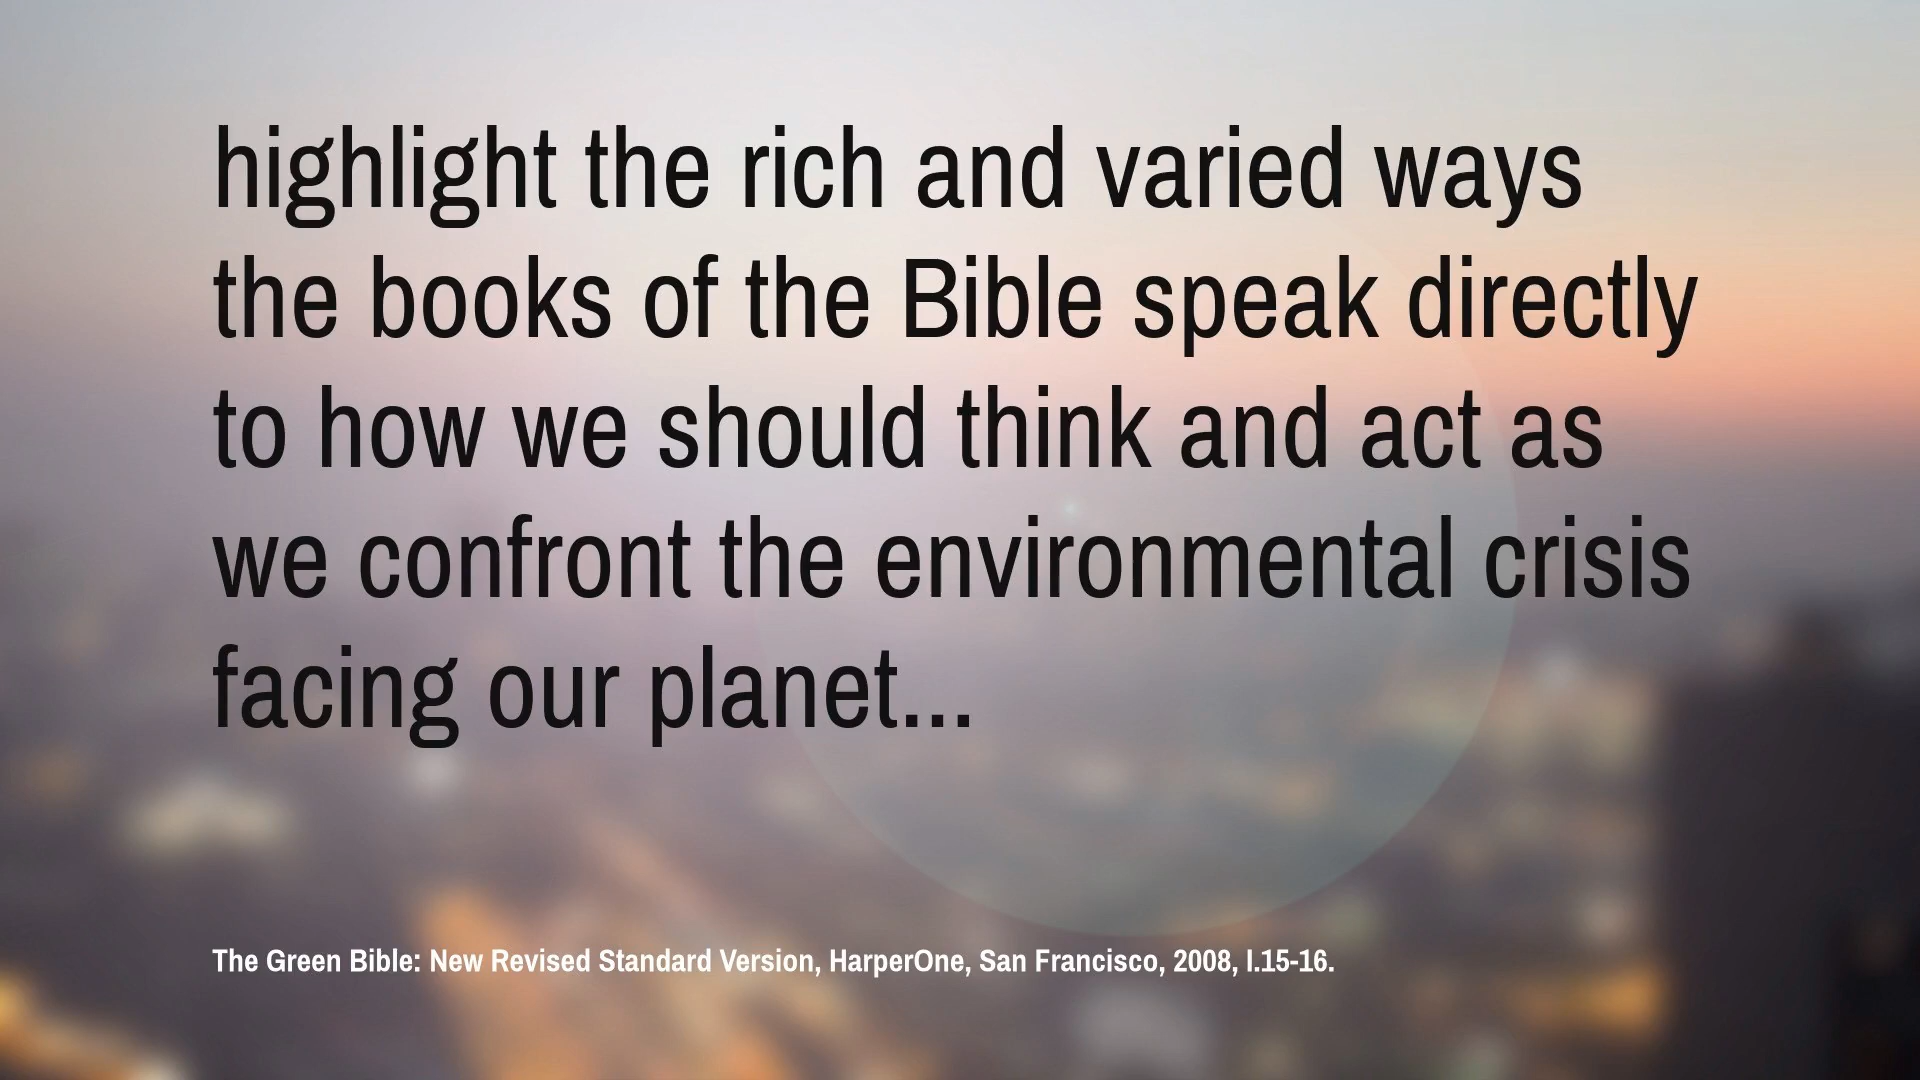 highlight the rich and varied ways
the books of the Bible speak directly
to how we should think and act as
we confront the environmental crisis
facing our planet...
The Green Bible: New Revised Standard Version, HarperOne, San Francisco, 2008, I.15-16.